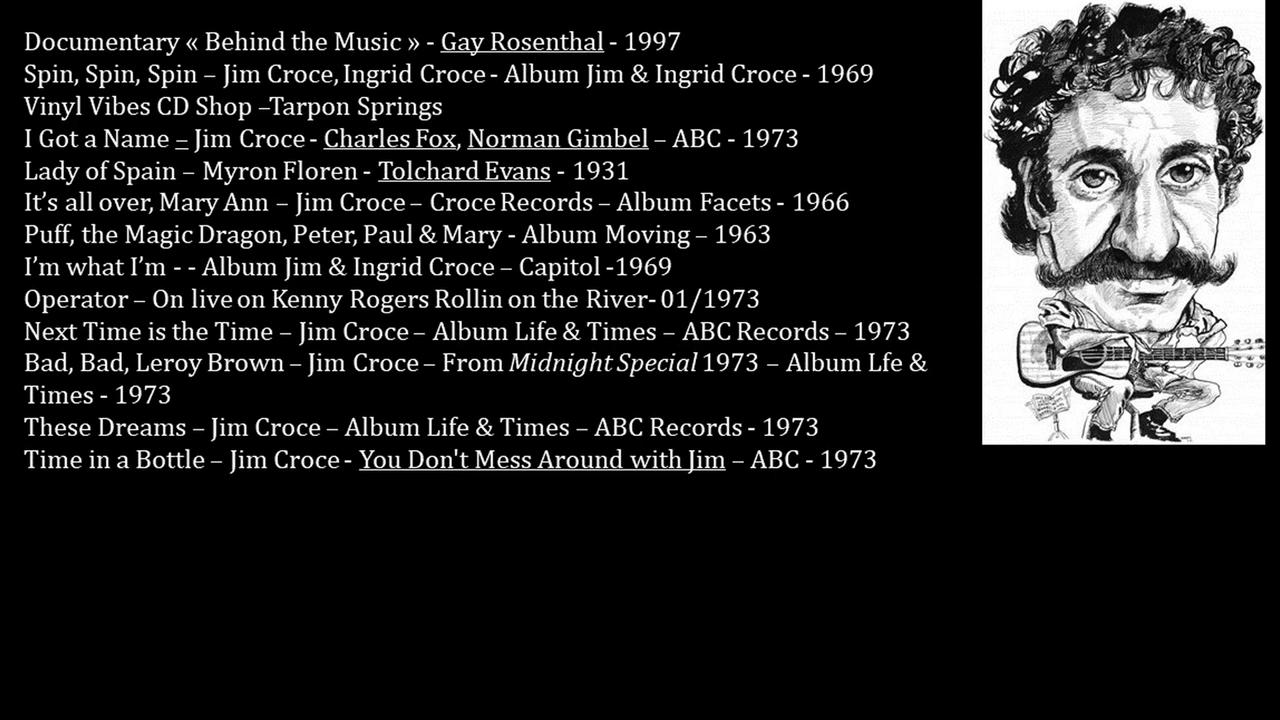 Documentary « Behind the Music » - Gay Rosenthal - 1997
Spin, Spin, Spin – Jim Croce, Ingrid Croce - Album Jim & Ingrid Croce - 1969
Vinyl Vibes CD Shop –Tarpon Springs
I Got a Name – Jim Croce - Charles Fox, Norman Gimbel – ABC - 1973
Lady of Spain – Myron Floren - Tolchard Evans - 1931
It’s all over, Mary Ann – Jim Croce – Croce Records – Album Facets - 1966
Puff, the Magic Dragon, Peter, Paul & Mary - Album Moving – 1963
I’m what I’m - - Album Jim & Ingrid Croce – Capitol -1969
Operator – On live on Kenny Rogers Rollin on the River- 01/1973
Next Time is the Time – Jim Croce – Album Life & Times – ABC Records – 1973
Bad, Bad, Leroy Brown – Jim Croce – From Midnight Special 1973 – Album Lfe &
Times - 1973
These Dreams – Jim Croce – Album Life & Times – ABC Records - 1973
Time in a Bottle – Jim Croce - You Don't Mess Around with Jim – ABC - 1973